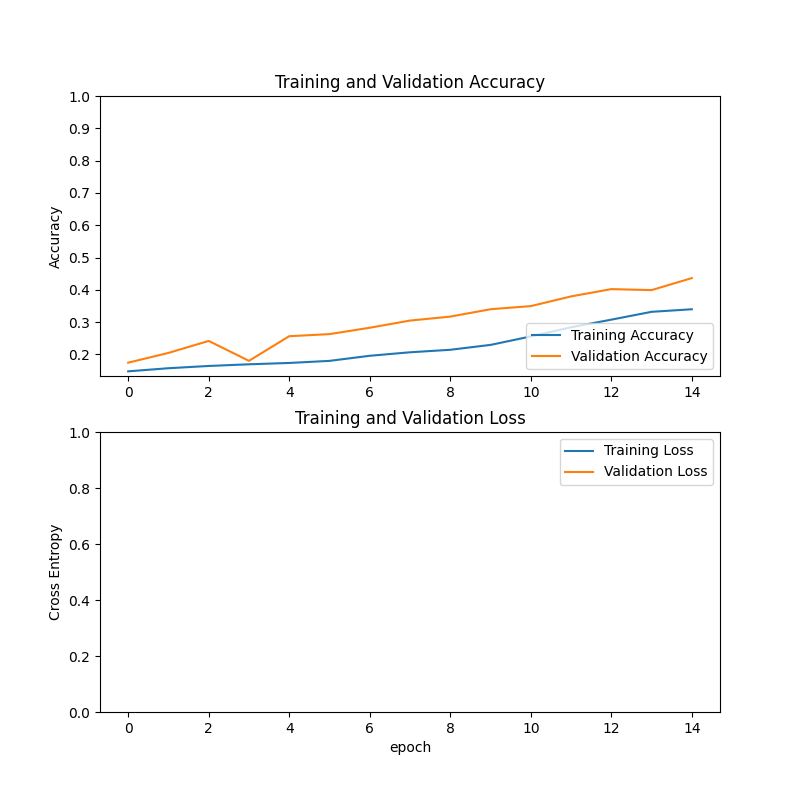 Training and Validation Accuracy
1.0
0.9
0.8
0.7
0.6
0.5
0.4
0.3
0.2
Accuracy
Training Accuracy
Validation Accuracy
0 2 4 6 8 10 12 14
Training and Validation Loss
1.0
0.8
0.6
0.4
0.2
0.0
Cross Entropy
Training Loss
Validation Loss
0 2 4 6 8 10 12 14
epoch